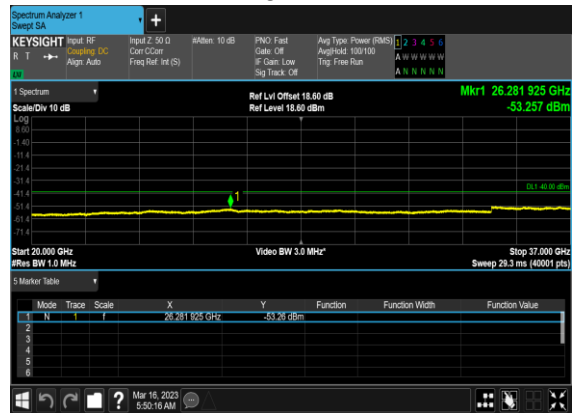 Spectrum Analyzer 1
Swept SA
+
KEYSIGHT Input: RF Input Z: 50 Ω #Atten: 10 dB PNO: Fast Avg Type: Power (RMS) 1 2 3 4 5 6
R T Coupling: DC Corr CCorr Gate: Off Avg|Hold: 100/100 A W W W W W
Align: Auto Freq Ref: Int (S) IF Gain: Low Trig: Free Run
Sig Track: Off A N N N N N
1 Spectrum Ref Lvl Offset 18.60 dB Mkr1 26.281 925 GHz
Scale/Div 10 dB Ref Level 18.60 dBm -53.257 dBm
Log
8.60
-1.40
-11.4
-21.4
-31.4
DL1 -40.00 dBm
-41.4
1
-51.4
-61.4
-71.4
Start 20.000 GHz Video BW 3.0 MHz* Stop 37.000 GHz
#Res BW 1.0 MHz Sweep 29.3 ms (40001 pts)
5 Marker Table
Mode Trace Scale X Y Function Function Width Function Value
1 N 1 f 26.281 925 GHz -53.26 dBm
2
3
4
5
6
? Mar 16, 2023
5:50:16 AM